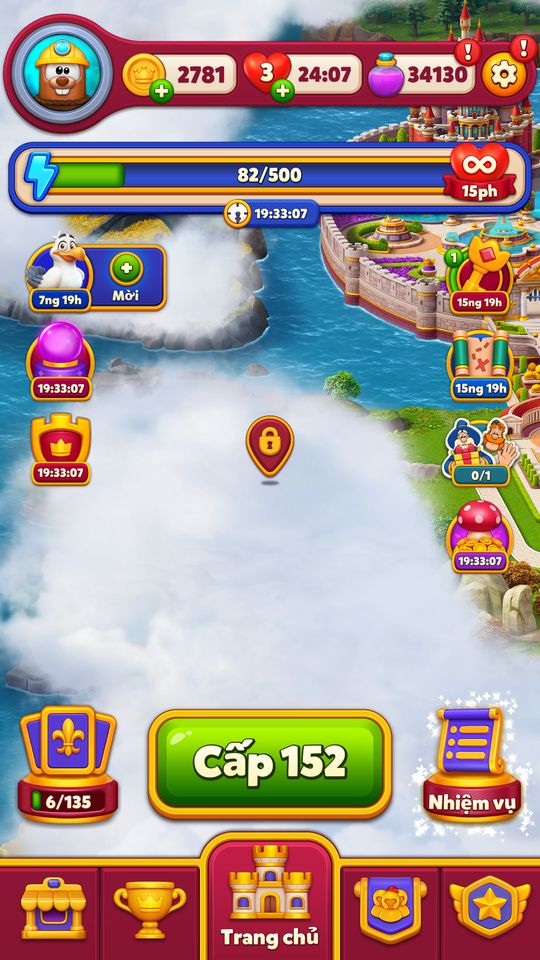 2781
3
24:07
34130
!
!
82/500
15ph
19:33:07
7ng 19h
Mời
1
15ng 19h
19:33:07
15ng 19h
19:33:07
0/1
19:33:07
6/135
Cấp 152
Nhiệm vụ
Trang chủ